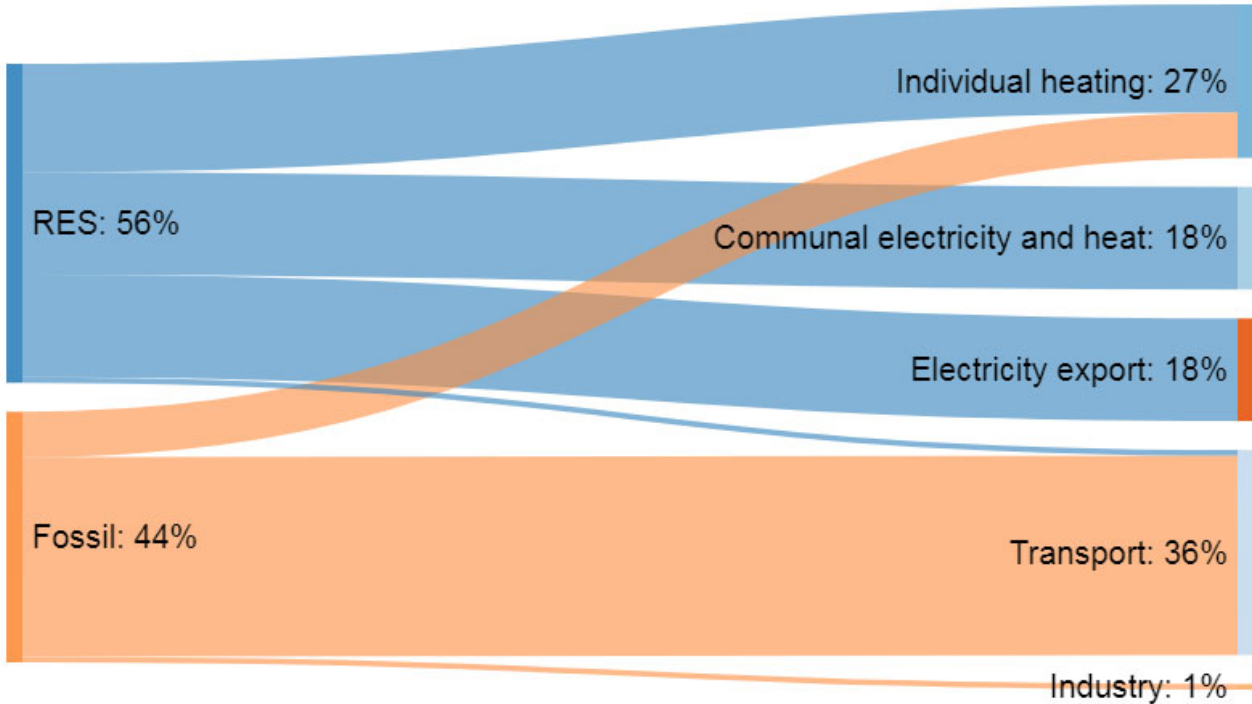 Individual heating: 27%
RES: 56%
Communal electricity and heat: 18%
Electricity export: 18%
Fossil: 44%
Transport: 36%
Industry: 1%